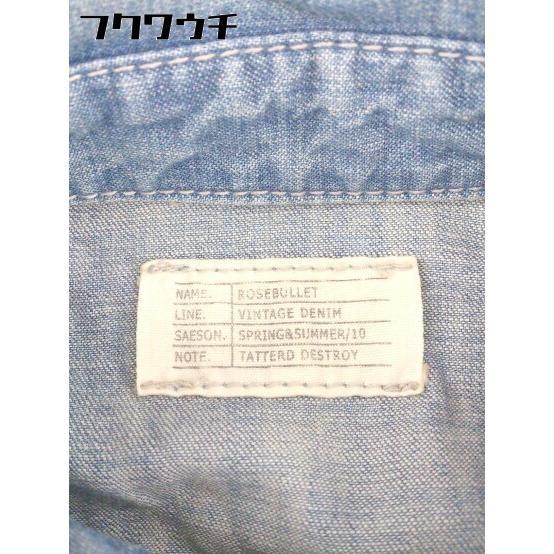 フクワウチ
NAME. ROSEBULLET
LINE. VINTAGE DENIM
SAESON. SPRING&SUMMER/10
NOTE. TATTERD DESTROY